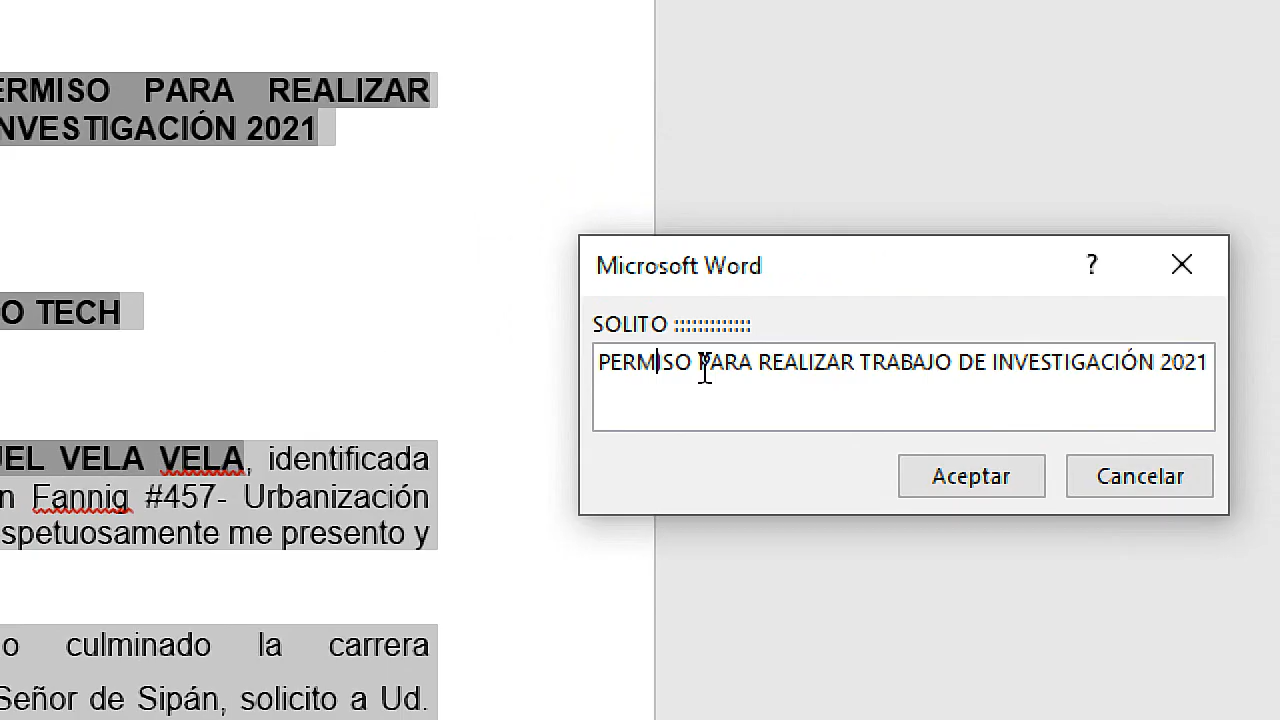 ERMISO PARA REALIZAR
NVESTIGACIÓN 2021
O TECH
UEL VELA VELA, identificada
n Fannig #457- Urbanización
spetuosamente me presento y
o culminado la carrera
Señor de Sipán, solicito a Ud.
Microsoft Word
?
SOLITO :::::::::::::
PERMISO PARA REALIZAR TRABAJO DE INVESTIGACIÓN 2021
Aceptar Cancelar